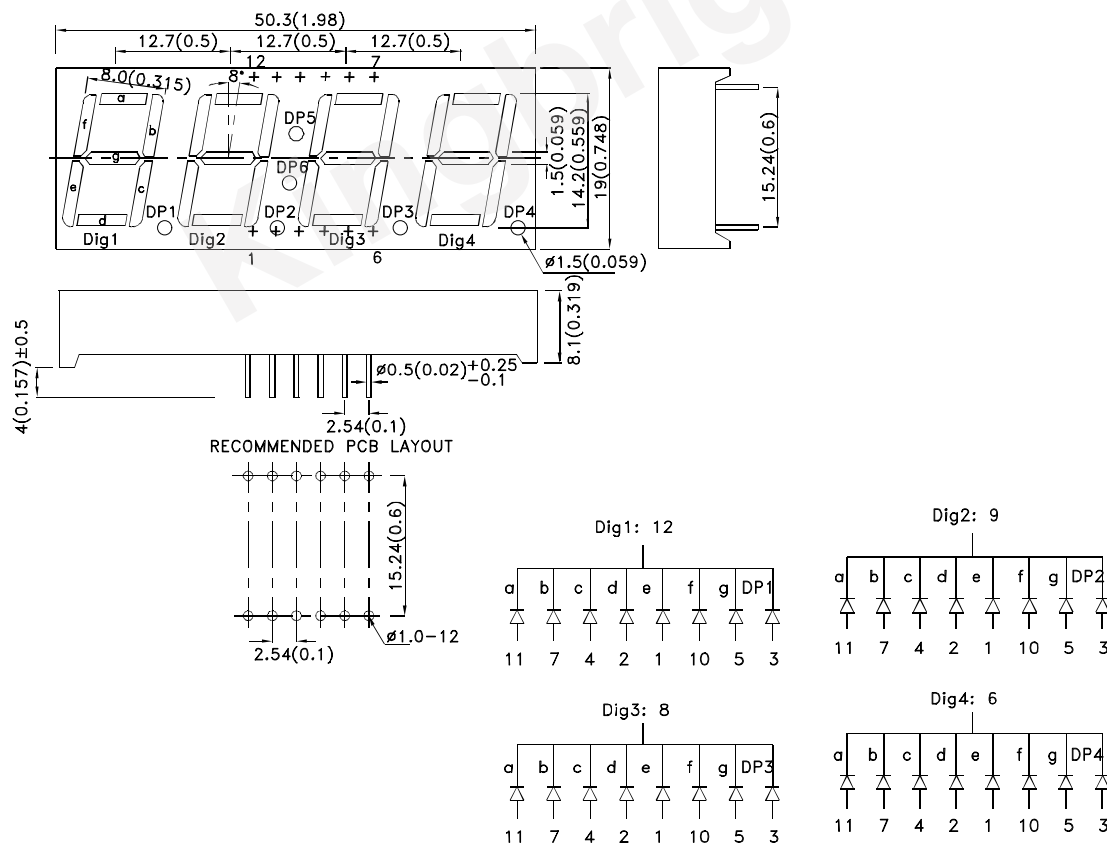 50.3(1.98)
12.7(0.5) 12.7(0.5) 12.7(0.5)
12 7
8.0(0.315) 8°
a
f b
g
e c
d
DP5
DP6
DP1 DP2 DP3 DP4
Dig1 Dig2 Dig3 Dig4
1 6
1.5(0.059)
14.2(0.559)
19(0.748)
15.24(0.6)
ø1.5(0.059)
8.1(0.319)
4(0.157)±0.5
ø0.5(0.02)+0.25
-0.1
2.54(0.1)
RECOMMENDED PCB LAYOUT
15.24(0.6)
ø1.0-12
2.54(0.1)
Dig1: 12
a b c d e f g DP1
11 7 4 2 1 10 5 3
Dig2: 9
a b c d e f g DP2
11 7 4 2 1 10 5 3
Dig3: 8
a b c d e f g DP3
11 7 4 2 1 10 5 3
Dig4: 6
a b c d e f g DP4
11 7 4 2 1 10 5 3
Kingbrig